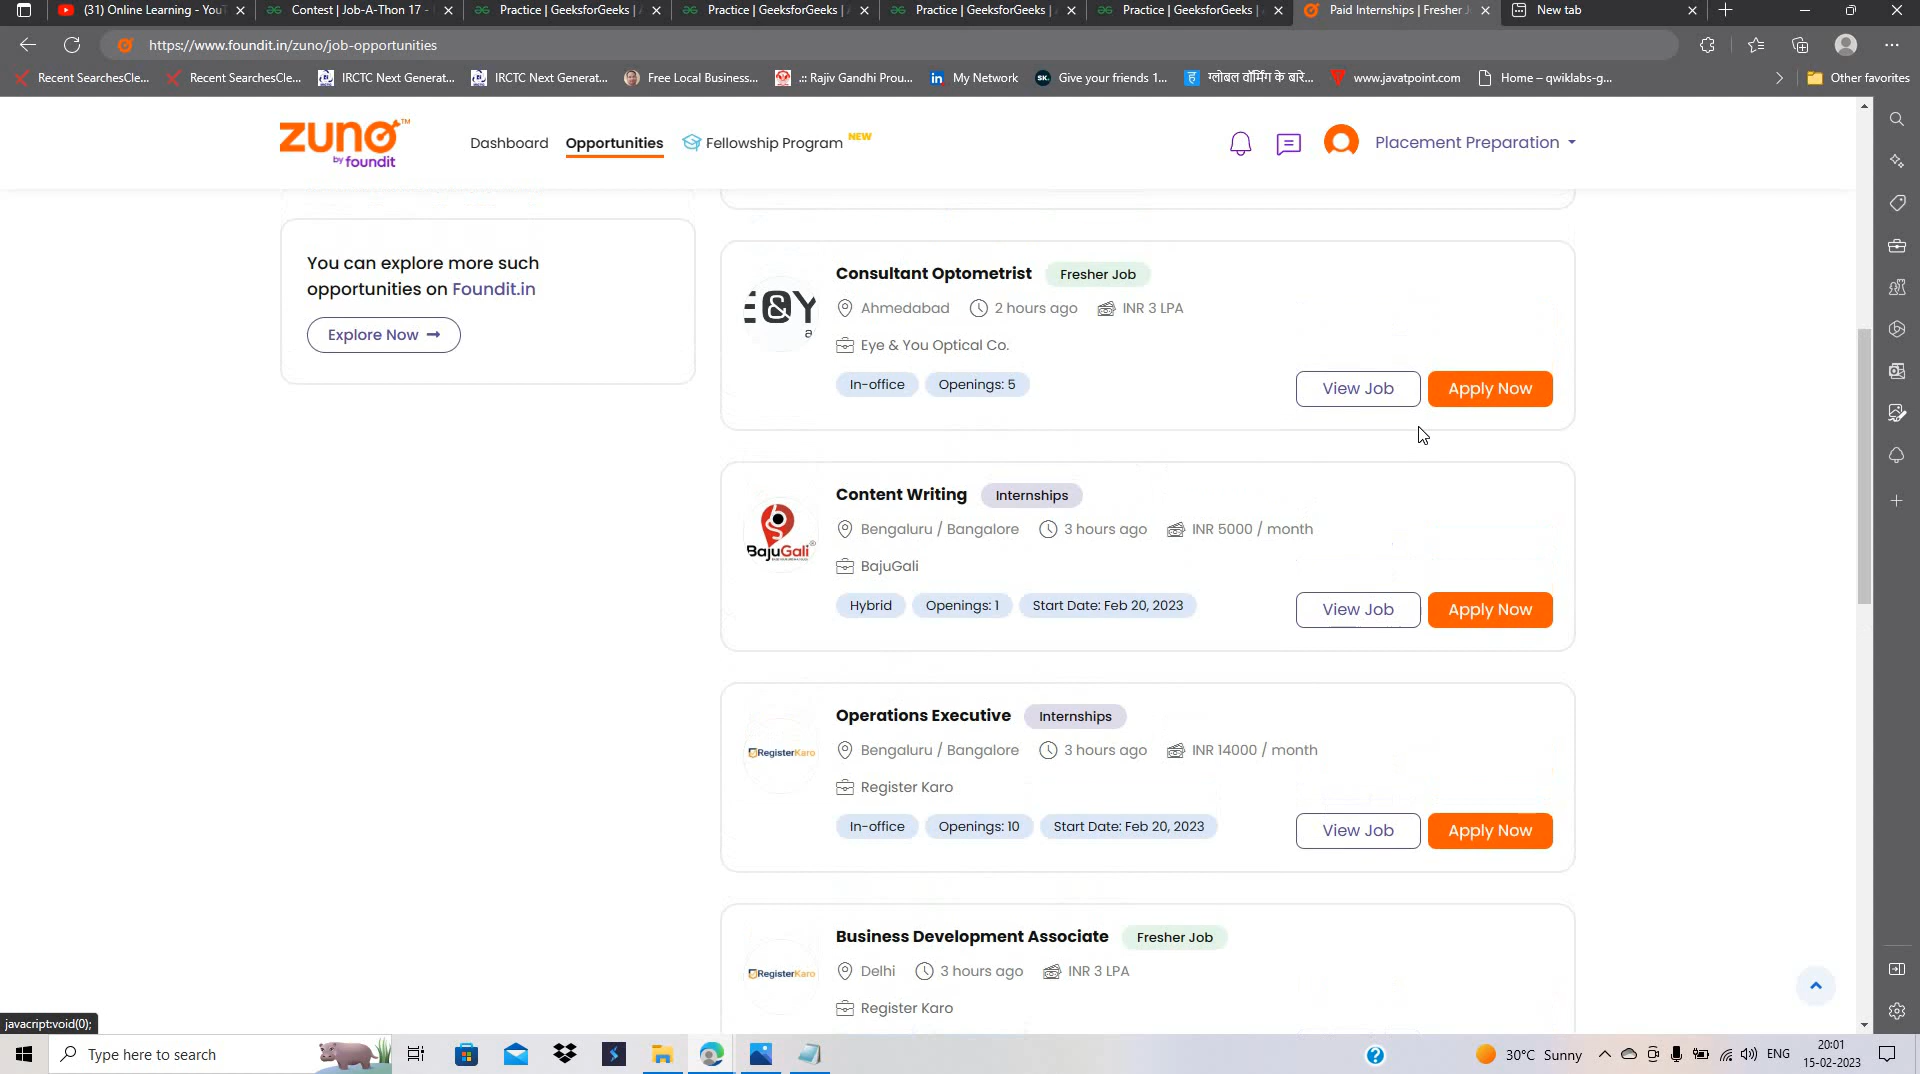 (31) Online Learning - You
Contest | Job-A-Thon 17 -
Practice | GeeksforGeeks |
Practice | GeeksforGeeks |
Practice | GeeksforGeeks |
Practice | GeeksforGeeks |
Paid Internships | Fresher J
New tab
https://www.foundit.in/zuno/job-opportunities
Recent SearchesCle...
Recent SearchesCle...
IRCTC Next Generat...
IRCTC Next Generat...
Free Local Business...
.:: Rajiv Gandhi Prou...
My Network
Give your friends 1...
ग्लोबल वॉर्मिंग के बारे...
www.javatpoint.com
Home – qwiklabs-g...
Other favorites
zuno™
by foundit
Dashboard
Opportunities
Fellowship Program NEW
Placement Preparation
You can explore more such
opportunities on Foundit.in
Explore Now
Consultant Optometrist Fresher Job
Ahmedabad 2 hours ago INR 3 LPA
Eye & You Optical Co.
In-office Openings: 5
View Job Apply Now
Content Writing Internships
Bengaluru / Bangalore 3 hours ago INR 5000 / month
BajuGali®
BajuGali
Hybrid Openings: 1 Start Date: Feb 20, 2023
View Job Apply Now
Operations Executive Internships
Bengaluru / Bangalore 3 hours ago INR 14000 / month
RegisterKaro
Register Karo
In-office Openings: 10 Start Date: Feb 20, 2023
View Job Apply Now
Business Development Associate Fresher Job
Delhi 3 hours ago INR 3 LPA
RegisterKaro
Register Karo
javacript:void(0);
Type here to search
30°C Sunny
ENG
20:01
15-02-2023